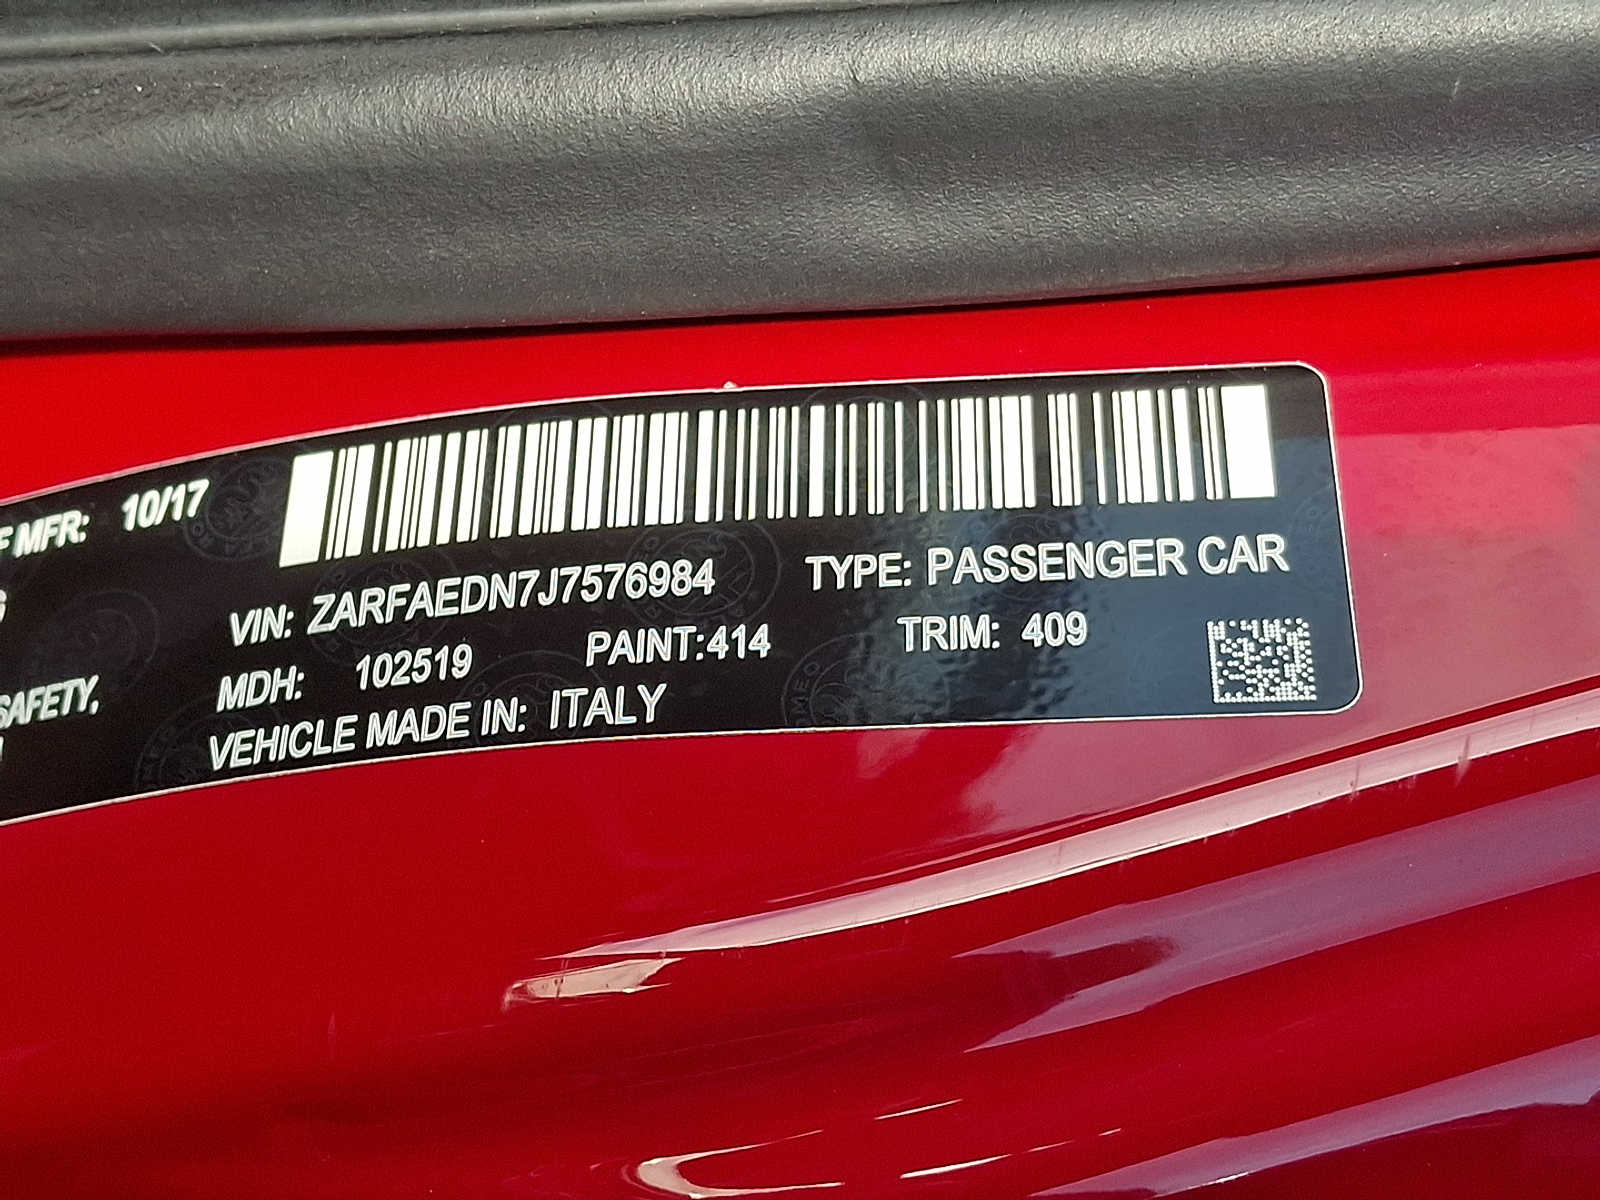 F MFR: 10/17
VIN: ZARFAEDN7J7576984 TYPE: PASSENGER CAR
MDH: 102519 PAINT:414 TRIM: 409
SAFETY,
VEHICLE MADE IN: ITALY